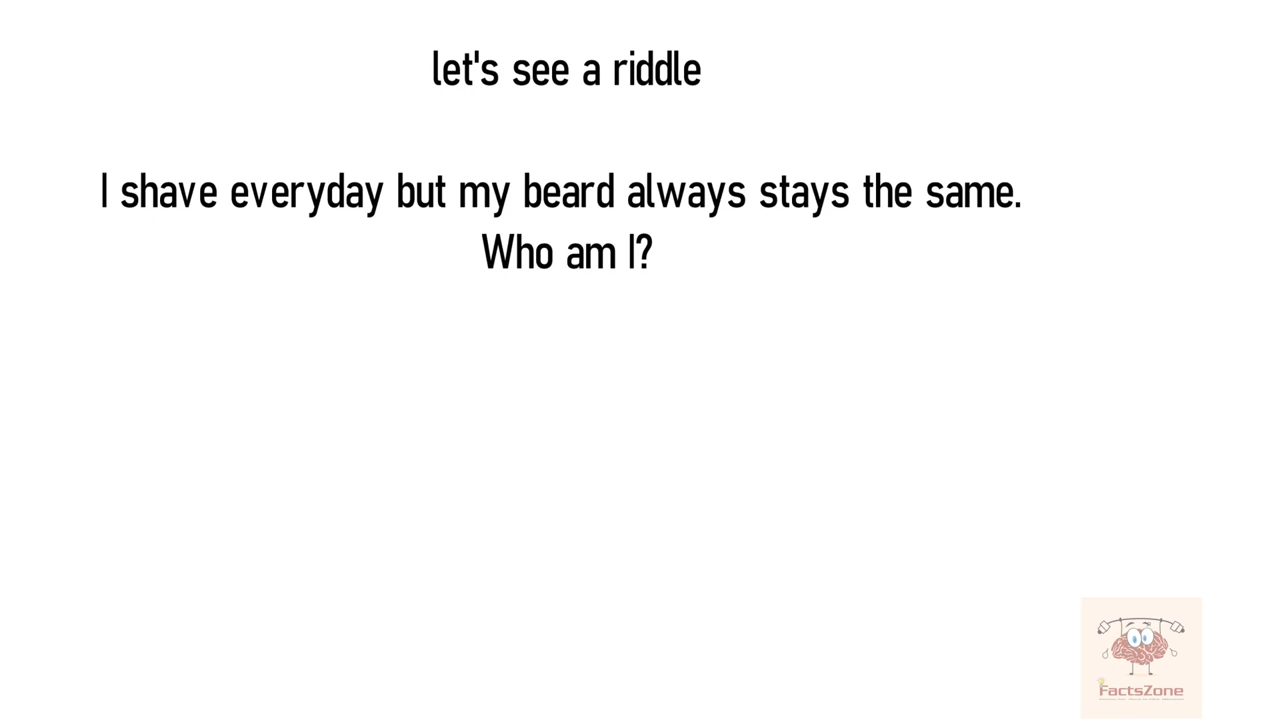 let's see a riddle
I shave everyday but my beard always stays the same.
Who am I?
FactsZone